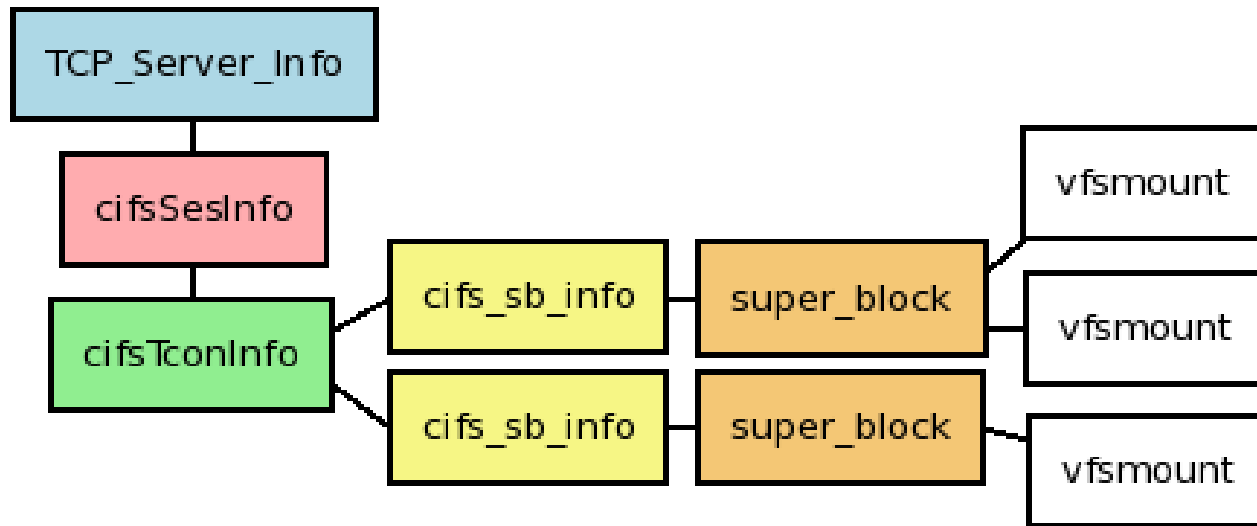 TCP_Server_Info
cifsSesInfo
cifsTconInfo
cifs_sb_info
super_block
vfsmount
vfsmount
cifs_sb_info
super_block
vfsmount